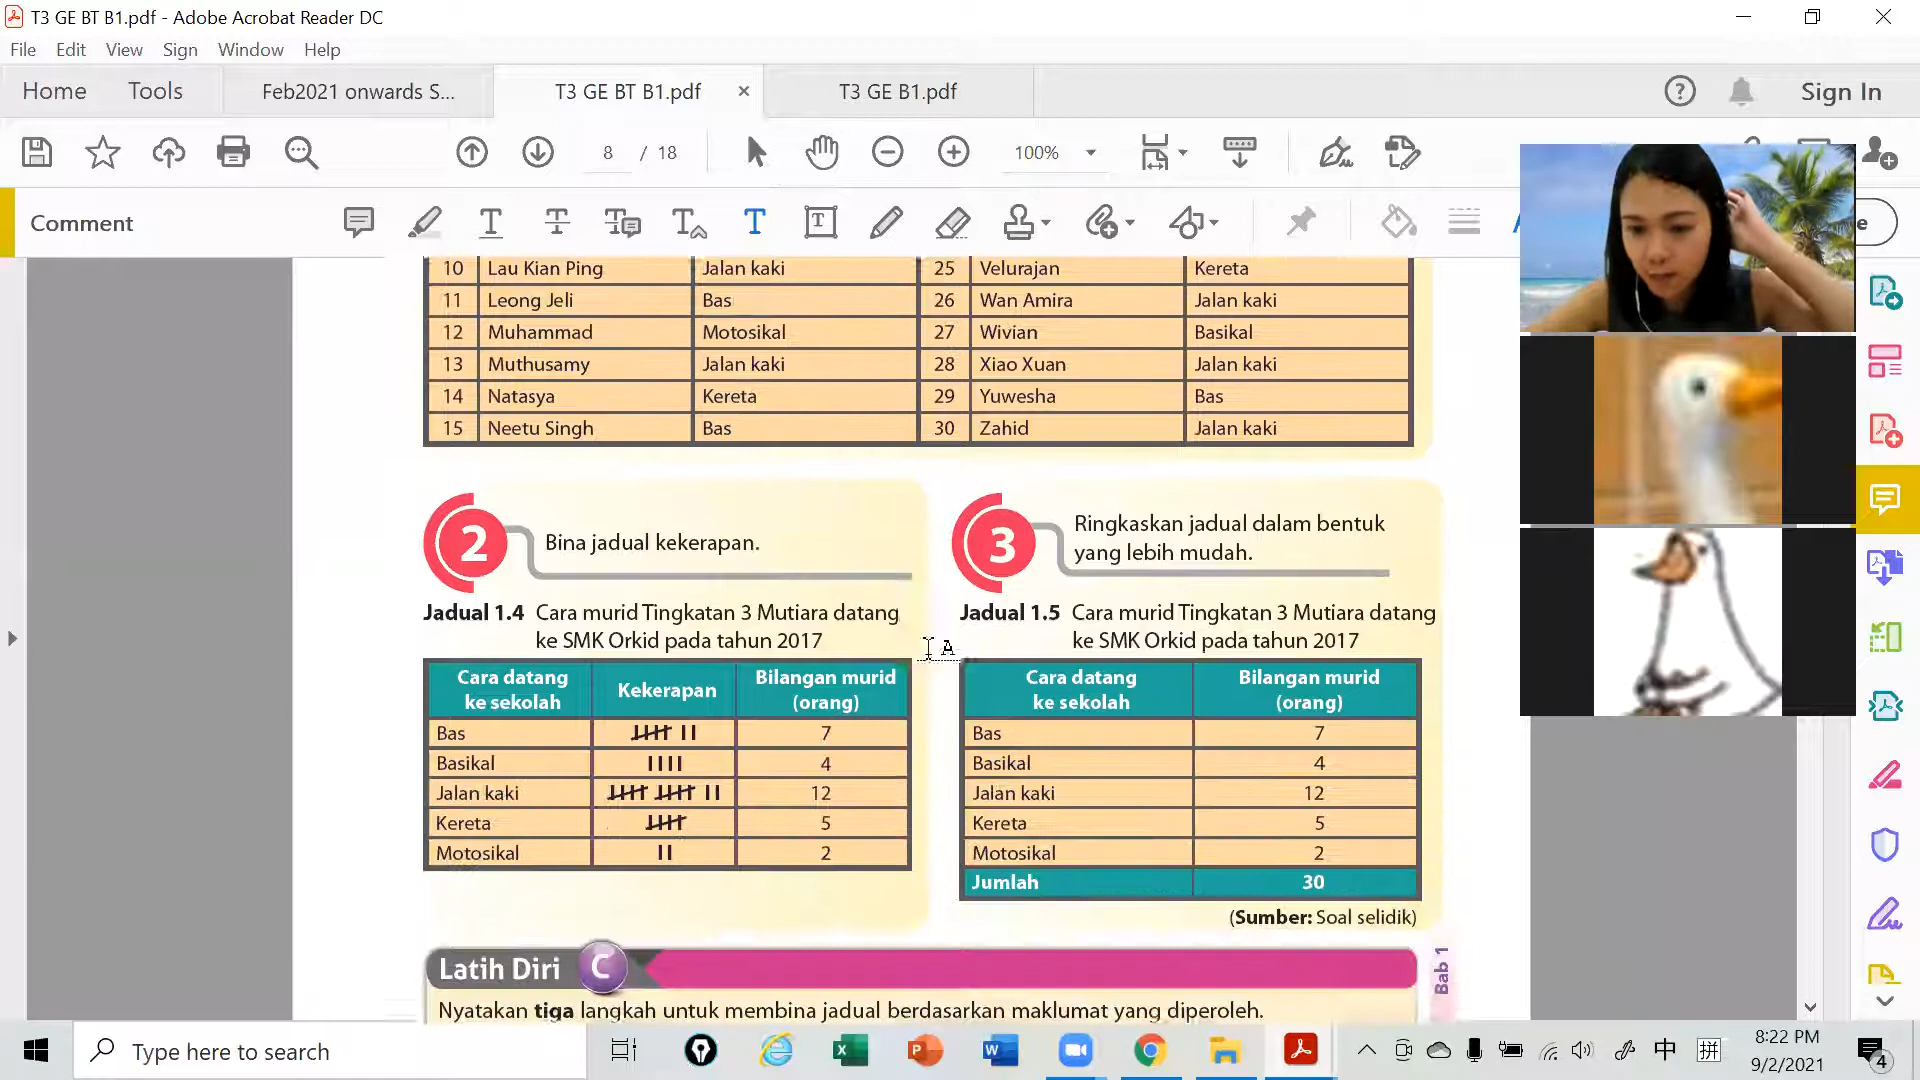 T3 GE BT B1.pdf - Adobe Acrobat Reader DC
File Edit View Sign Window Help
Home Tools Feb2021 onwards S... T3 GE BT B1.pdf × T3 GE B1.pdf Sign In
8 / 18 100%
Comment
10 Lau Kian Ping Jalan kaki 25 Velurajan Kereta
11 Leong Jeli Bas 26 Wan Amira Jalan kaki
12 Muhammad Motosikal 27 Wivian Basikal
13 Muthusamy Jalan kaki 28 Xiao Xuan Jalan kaki
14 Natasya Kereta 29 Yuwesha Bas
15 Neetu Singh Bas 30 Zahid Jalan kaki
2 Bina jadual kekerapan.
Jadual 1.4 Cara murid Tingkatan 3 Mutiara datang
ke SMK Orkid pada tahun 2017
Cara datang
ke sekolah
Kekerapan
Bilangan murid
(orang)
Bas 7
Basikal 4
Jalan kaki 12
Kereta 5
Motosikal 2
3 Ringkaskan jadual dalam bentuk
yang lebih mudah.
Jadual 1.5 Cara murid Tingkatan 3 Mutiara datang
ke SMK Orkid pada tahun 2017
Cara datang
ke sekolah
Bilangan murid
(orang)
Bas 7
Basikal 4
Jalan kaki 12
Kereta 5
Motosikal 2
Jumlah 30
(Sumber: Soal selidik)
Latih Diri C
Nyatakan tiga langkah untuk membina jadual berdasarkan maklumat yang diperoleh.
Bab 1
Type here to search
中 拼
8:22 PM
9/2/2021
4